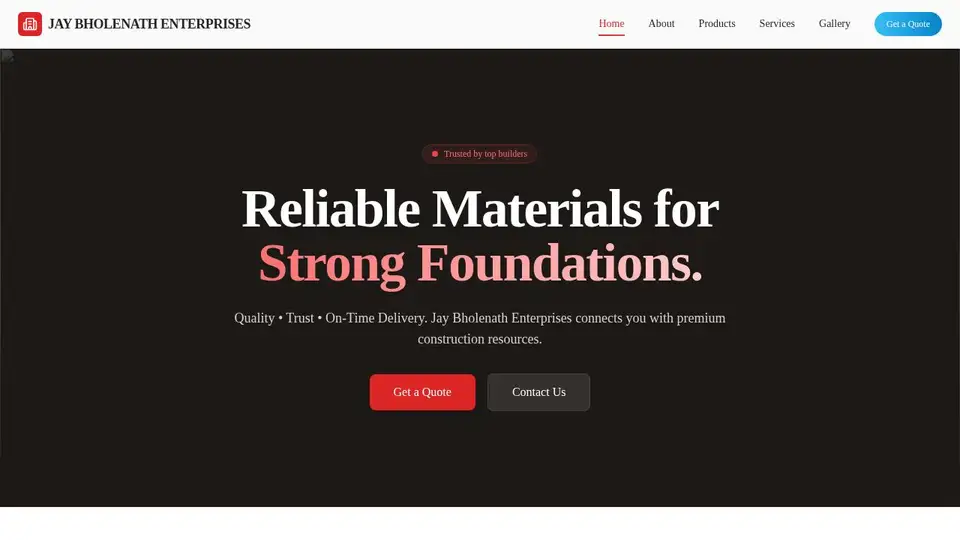 JAY BHOLENATH ENTERPRISES
Home
About
Products
Services
Gallery
Get a Quote
Trusted by top builders
Reliable Materials for
Strong Foundations.
Quality • Trust • On-Time Delivery. Jay Bholenath Enterprises connects you with premium
construction resources.
Get a Quote
Contact Us